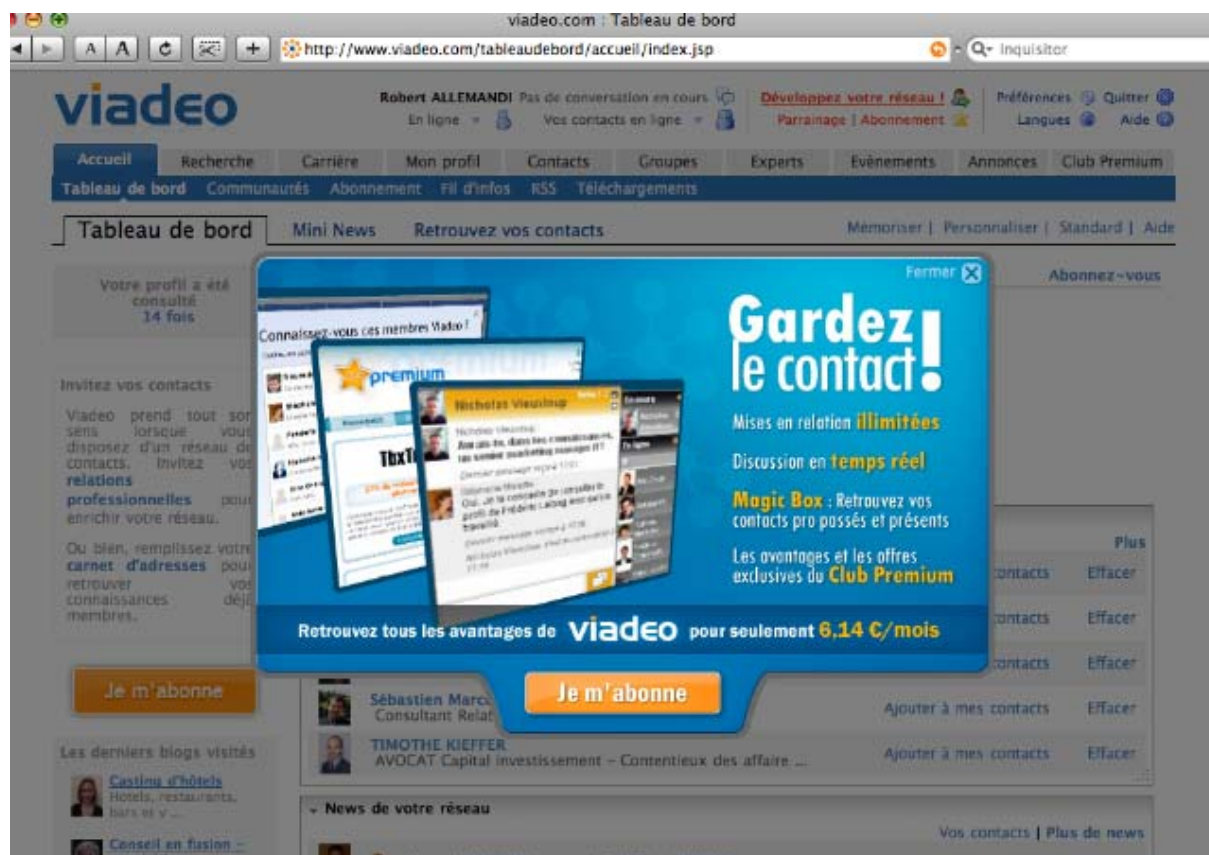 viadeo.com : Tableau de bord
A A http://www.viadeo.com/tableaudebord/accueil/index.jsp Inquisitor
viadeo
Robert ALLEMANDI Pas de conversation en cours
En ligne Vos contacts en ligne
Développez votre réseau !
Parrainage | Abonnement
Préférences Quitter
Langues Aide
Accueil Recherche Carrière Mon profil Contacts Groupes Experts Evènements Annonces Club Premium
Tableau de bord Communautés Abonnement Fil d'infos RSS Téléchargements
Tableau de bord Mini News Retrouvez vos contacts Mémoriser | Personnaliser | Standard | Aide
Votre profil a été
consulté
14 fois
Abonnez-vous
Invitez vos contacts
Viadeo prend tout son
sens lorsque vous
disposez d'un réseau de
contacts. Invitez vos
relations
professionnelles pour
enrichir votre réseau.
Ou bien, remplissez votre
carnet d'adresses pour
retrouver vos
connaissances déjà
membres.
Je m'abonne
Les derniers blogs visités
Casting d'hôtels
Hotels, restaurants,
bars et v ...
Conseil en fusion -
Fermer
Connaissez-vous ces membres Viadeo !
premium
Nicholas Vieuxloup
Gardez
le contact!
Mises en relation illimitées
Discussion en temps réel
Magic Box : Retrouvez vos
contacts pro passés et présents
Les avantages et les offres
exclusives du Club Premium
Retrouvez tous les avantages de viadeo pour seulement 6,14 €/mois
Je m'abonne
Plus
contacts Effacer
contacts Effacer
contacts Effacer
Sébastien
Consultant
Ajouter à mes contacts Effacer
TIMOTHE KIEFFER
AVOCAT Capital investissement - Contentieux des affaire ...
Ajouter à mes contacts Effacer
News de votre réseau
Vos contacts | Plus de news